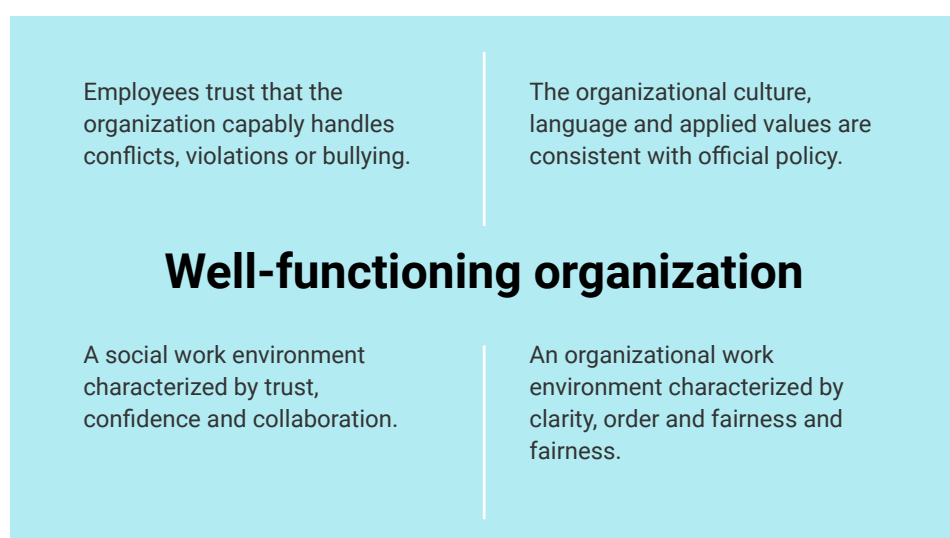 Employees trust that the
organization capably handles
conflicts, violations or bullying.
The organizational culture,
language and applied values are
consistent with official policy.
Well-functioning organization
A social work environment
characterized by trust,
confidence and collaboration.
An organizational work
environment characterized by
clarity, order and fairness and
fairness.